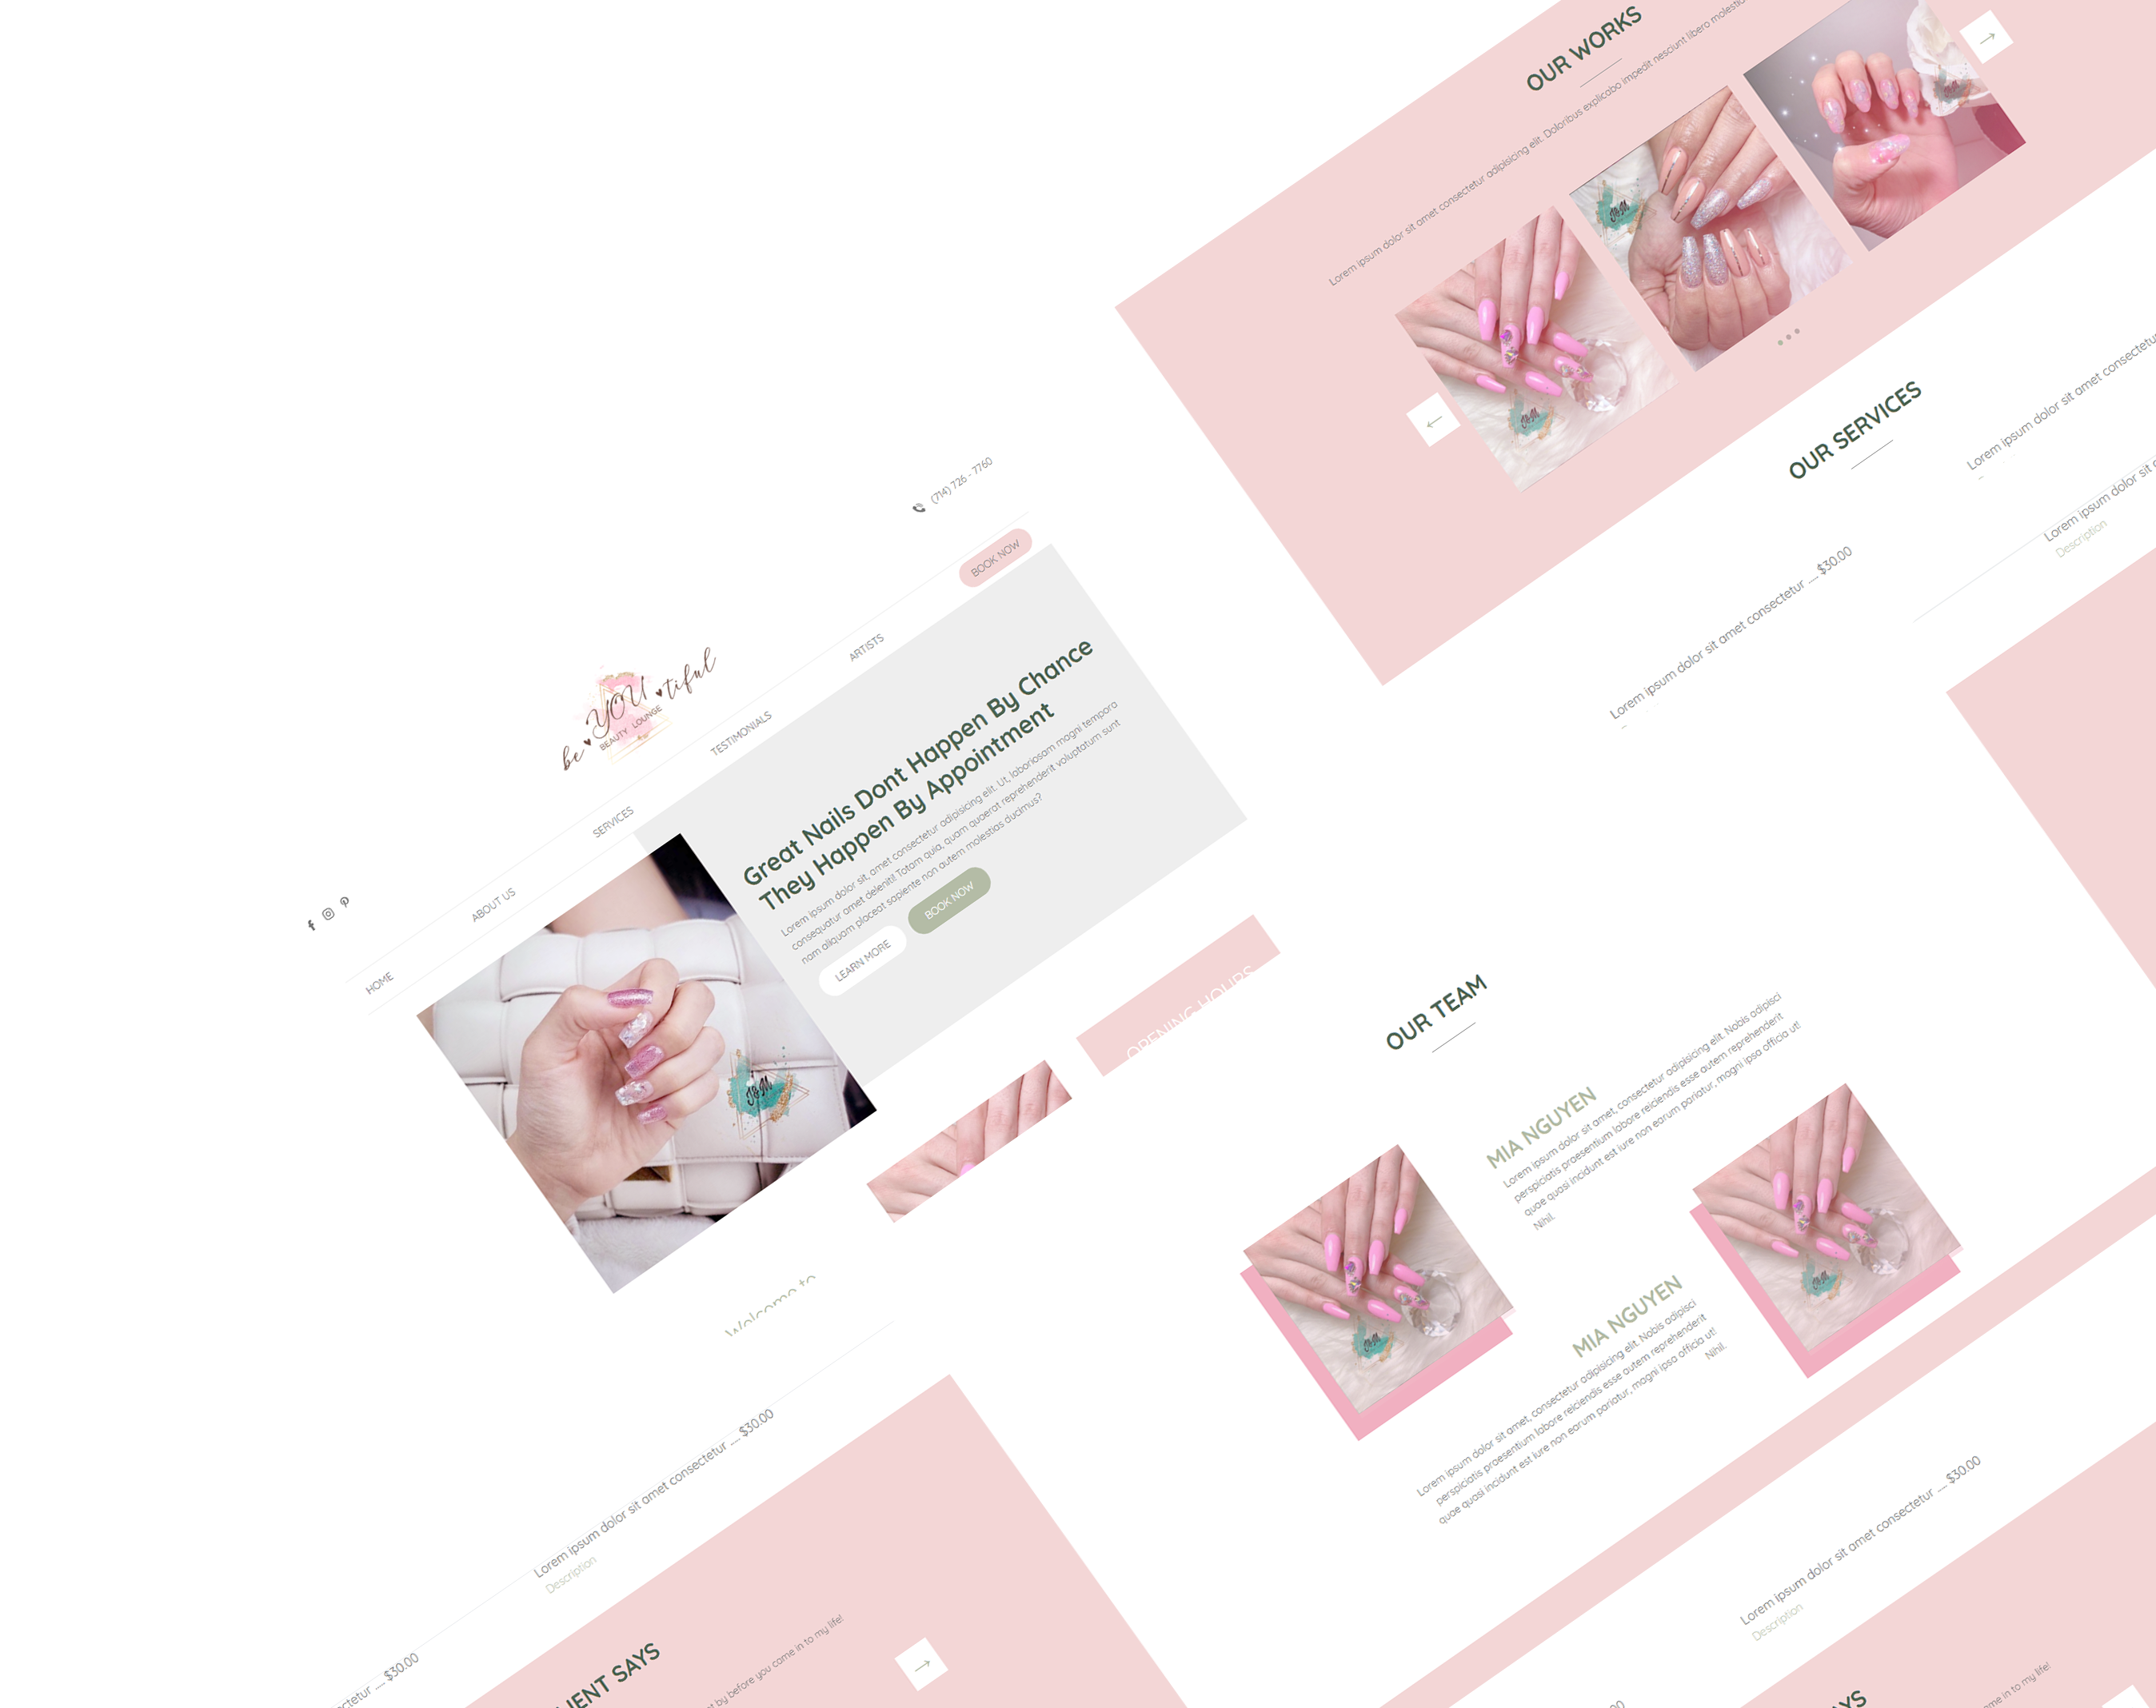 (714) 726 - 7760
be YOU tiful
BEAUTY LOUNGE
HOME
ABOUT US
SERVICES
TESTIMONIALS
ARTISTS
BOOK NOW
Great Nails Dont Happen By Chance
They Happen By Appointment
Lorem ipsum dolor sit, amet consectetur adipisicing elit. Ut, laboriosam magni tempora
consequatur amet deleniti! Totam quia, quam quaerat reprehenderit voluptatum sunt
nam aliquam placeat sapiente non autem molestias ducimus?
LEARN MORE
BOOK NOW
J&M
OPENING HOURS
Welcome to
OUR WORKS
Lorem ipsum dolor sit amet consectetur adipisicing elit. Doloribus explicabo impedit nesciunt libero molestio
J&M
J&M
OUR SERVICES
Lorem ipsum dolor sit amet consectetur .... $30.00
Lorem ipsum dolor sit amet consectetur
Lorem ipsum dolor sit
Description
OUR TEAM
MIA NGUYEN
Lorem ipsum dolor sit amet, consectetur adipisicing elit. Nobis adipisci
perspiciatis praesentium labore reiciendis esse autem reprehenderit
quae quasi incidunt est iure non earum pariatur, magni ipsa officia ut!
Nihil.
J&M
MIA NGUYEN
Lorem ipsum dolor sit amet, consectetur adipisicing elit. Nobis adipisci
perspiciatis praesentium labore reiciendis esse autem reprehenderit
quae quasi incidunt est iure non earum pariatur, magni ipsa officia ut!
Nihil.
J&M
Lorem ipsum dolor sit amet consectetur .... $30.00
Description
ctetur .... $30.00
LIENT SAYS
t by before you came in to my life!
Lorem ipsum dolor sit amet consectetur .... $30.00
Description
AYS
me in to my life!